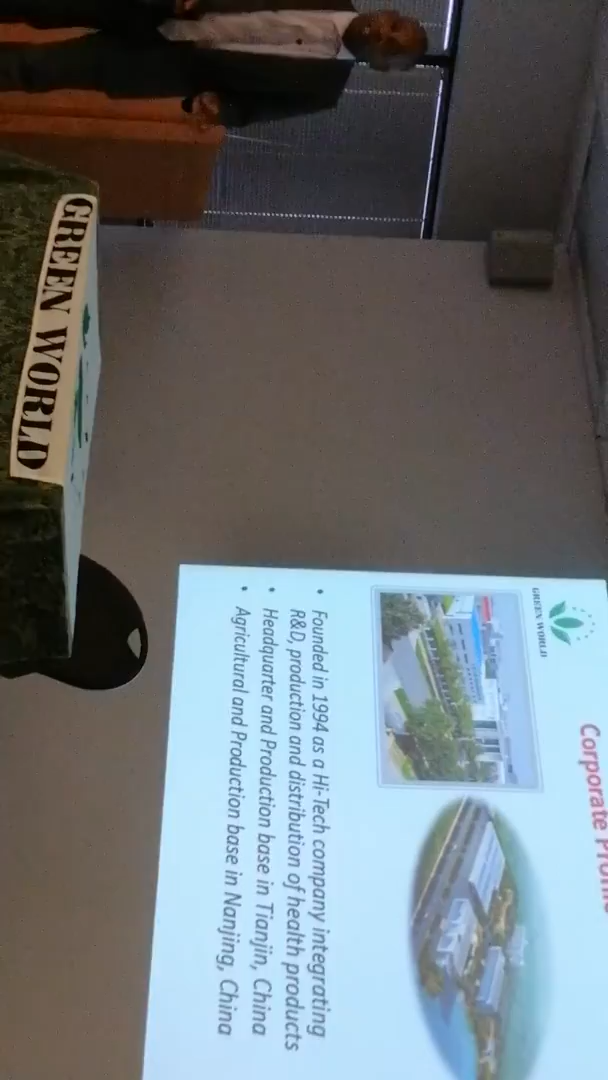 GREEN WORLD
GREEN WORLD
Corporate
• Founded in 1994 as a Hi-Tech company integrating
R&D, production and distribution of health products
• Headquarter and Production base in Tianjin, China
• Agricultural and Production base in Nanjing, China